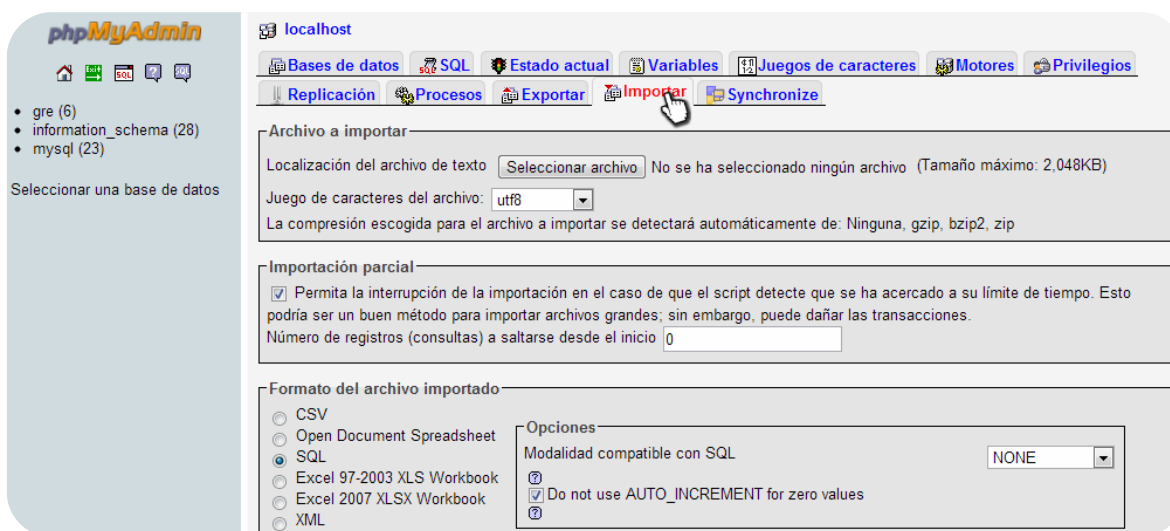 phpMyAdmin
Exit
SQL
SQL
gre (6)
information_schema (28)
mysql (23)
Seleccionar una base de datos
localhost
Bases de datos SQL Estado actual Variables Juegos de caracteres Motores Privilegios
Replicación Procesos Exportar Importar Synchronize
Archivo a importar
Localización del archivo de texto Seleccionar archivo No se ha seleccionado ningún archivo (Tamaño máximo: 2,048KB)
Juego de caracteres del archivo: utf8
La compresión escogida para el archivo a importar se detectará automáticamente de: Ninguna, gzip, bzip2, zip
Importación parcial
Permita la interrupción de la importación en el caso de que el script detecte que se ha acercado a su límite de tiempo. Esto
podría ser un buen método para importar archivos grandes; sin embargo, puede dañar las transacciones.
Número de registros (consultas) a saltarse desde el inicio 0
Formato del archivo importado
CSV
Open Document Spreadsheet
SQL
Excel 97-2003 XLS Workbook
Excel 2007 XLSX Workbook
XML
Opciones
Modalidad compatible con SQL NONE
Do not use AUTO_INCREMENT for zero values